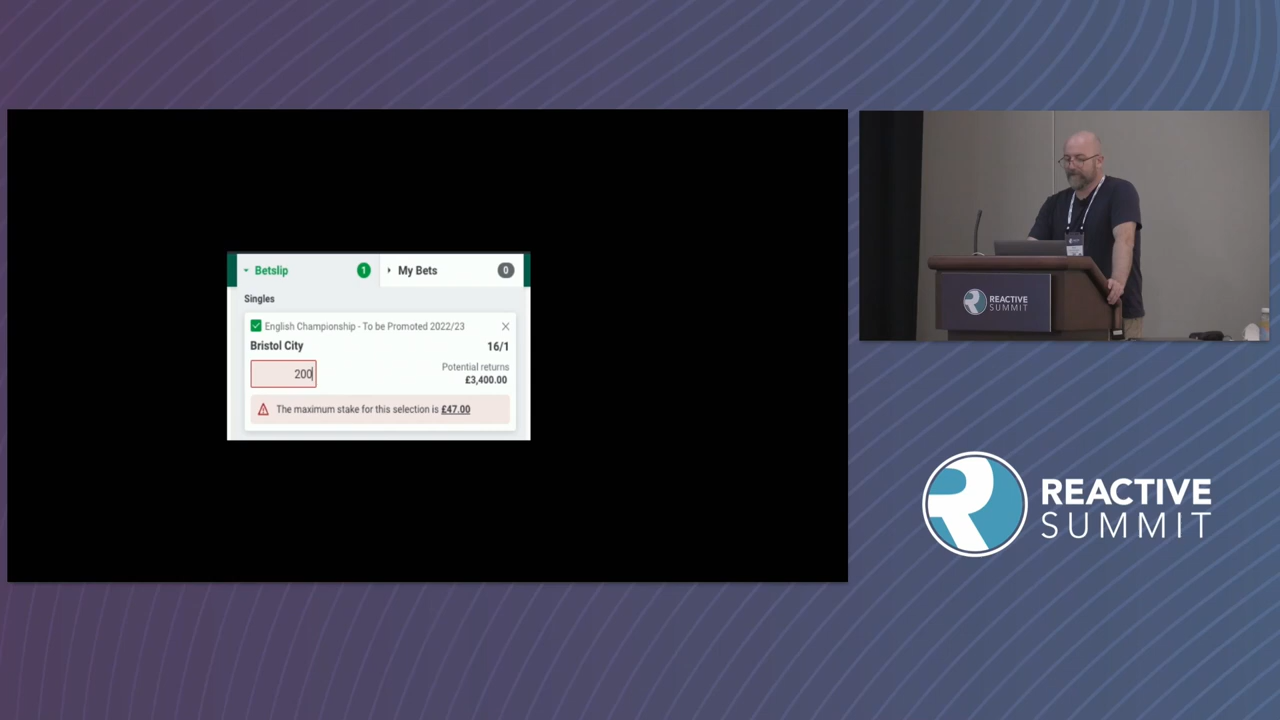 Betslip 1 My Bets 0
Singles
English Championship - To be Promoted 2022/23
Bristol City 16/1
200 Potential returns
£3,400.00
The maximum stake for this selection is £47.00
REACTIVE
SUMMIT
REACTIVE
SUMMIT